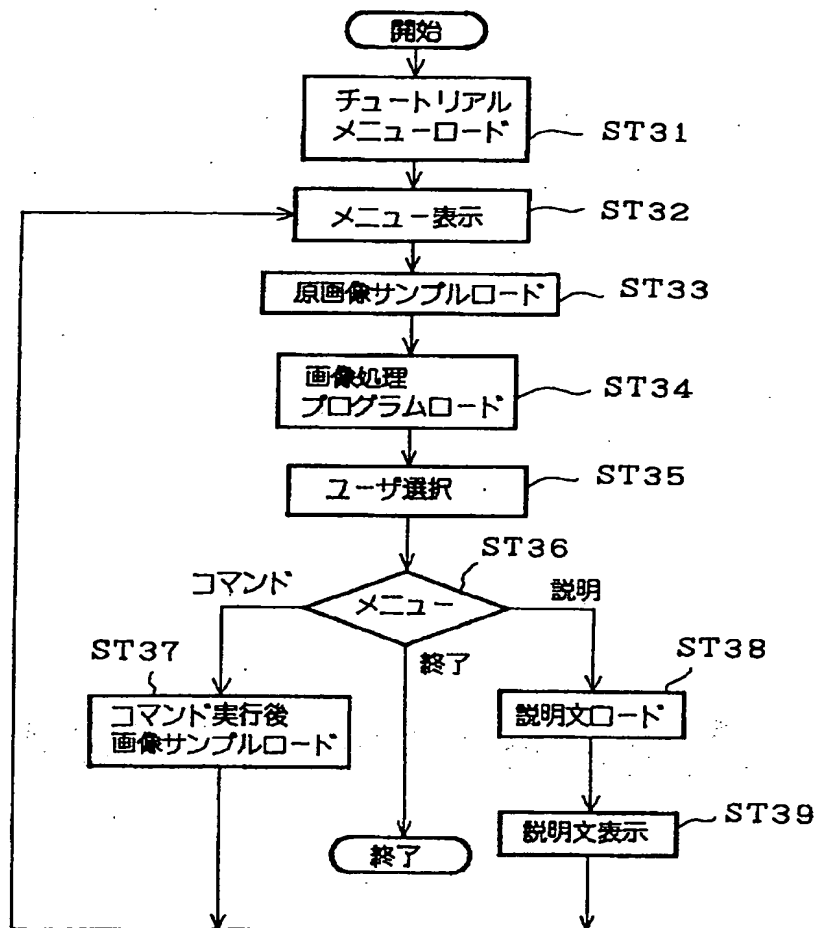 開始
チュートリアル
メニューロード
ST31
メニュー表示
ST32
原画像サンプルロード
ST33
画像処理
プログラムロード
ST34
ユーザ選択
ST35
ST36
コマンド
メニュー
説明
終了
ST37
コマンド実行後
画像サンプルロード
ST38
説明文ロード
説明文表示
ST39
終了